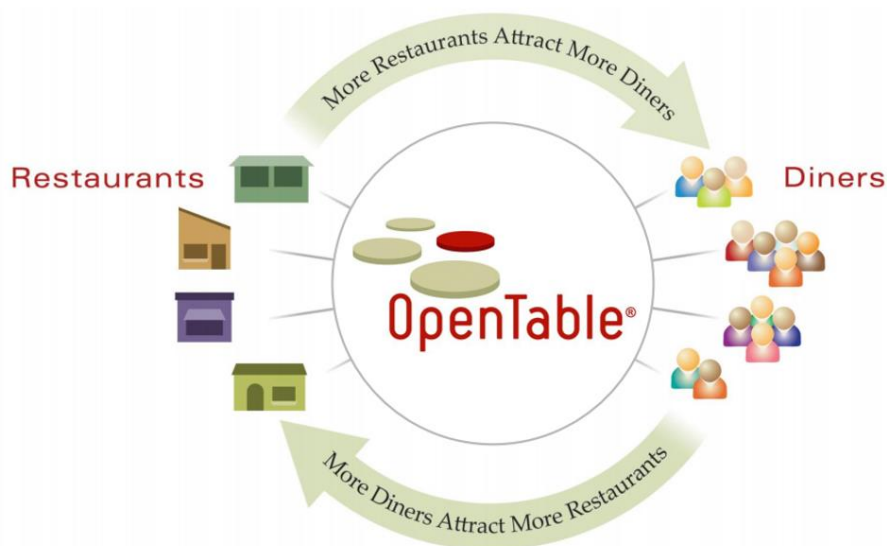 More Restaurants Attract More Diners
Restaurants
Diners
OpenTable®
More Diners Attract More Restaurants